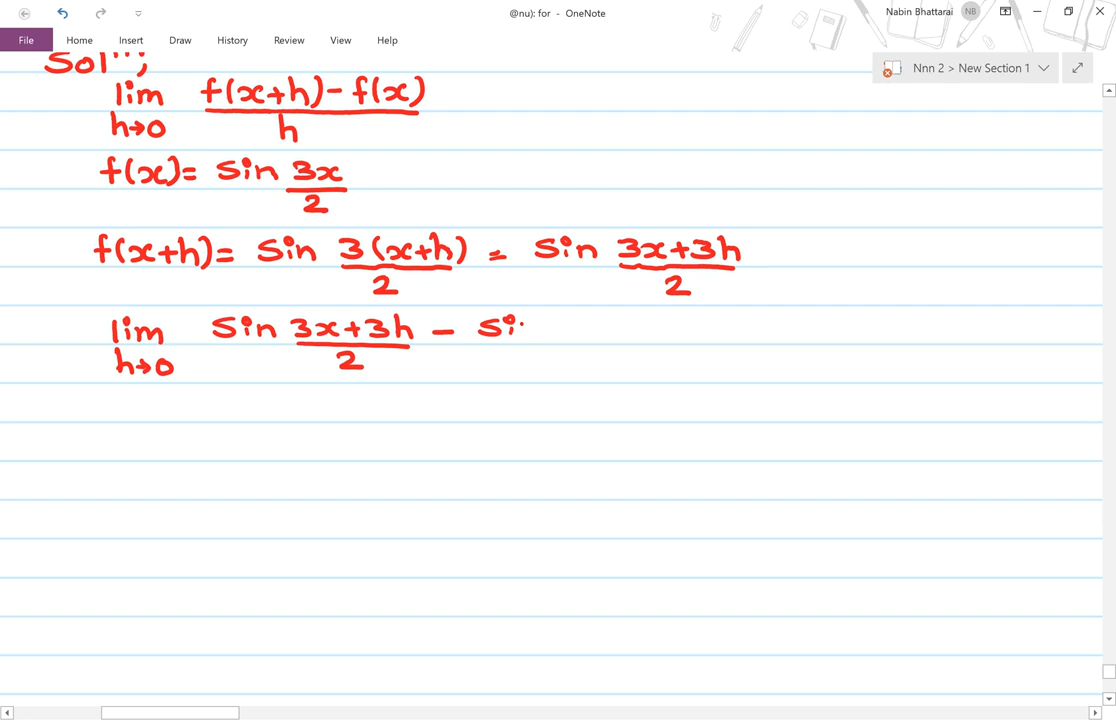 @nu): for - OneNote
Nabin Bhattarai NB
File Home Insert Draw History Review View Help
Nnn 2 > New Section 1
Solⁿ;
lim h→0 f(x+h)-f(x) / h
f(x)= sin 3x/2
f(x+h)= sin 3(x+h)/2 = sin 3x+3h/2
lim h→0 sin 3x+3h/2 - si